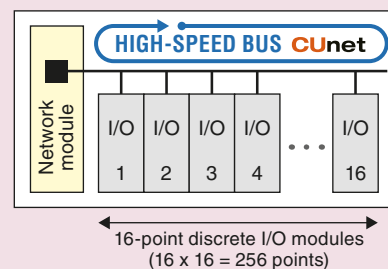 HIGH-SPEED BUS CUnet
Network
module
I/O
1
I/O
2
I/O
3
I/O
4
I/O
16
16-point discrete I/O modules
(16 x 16 = 256 points)